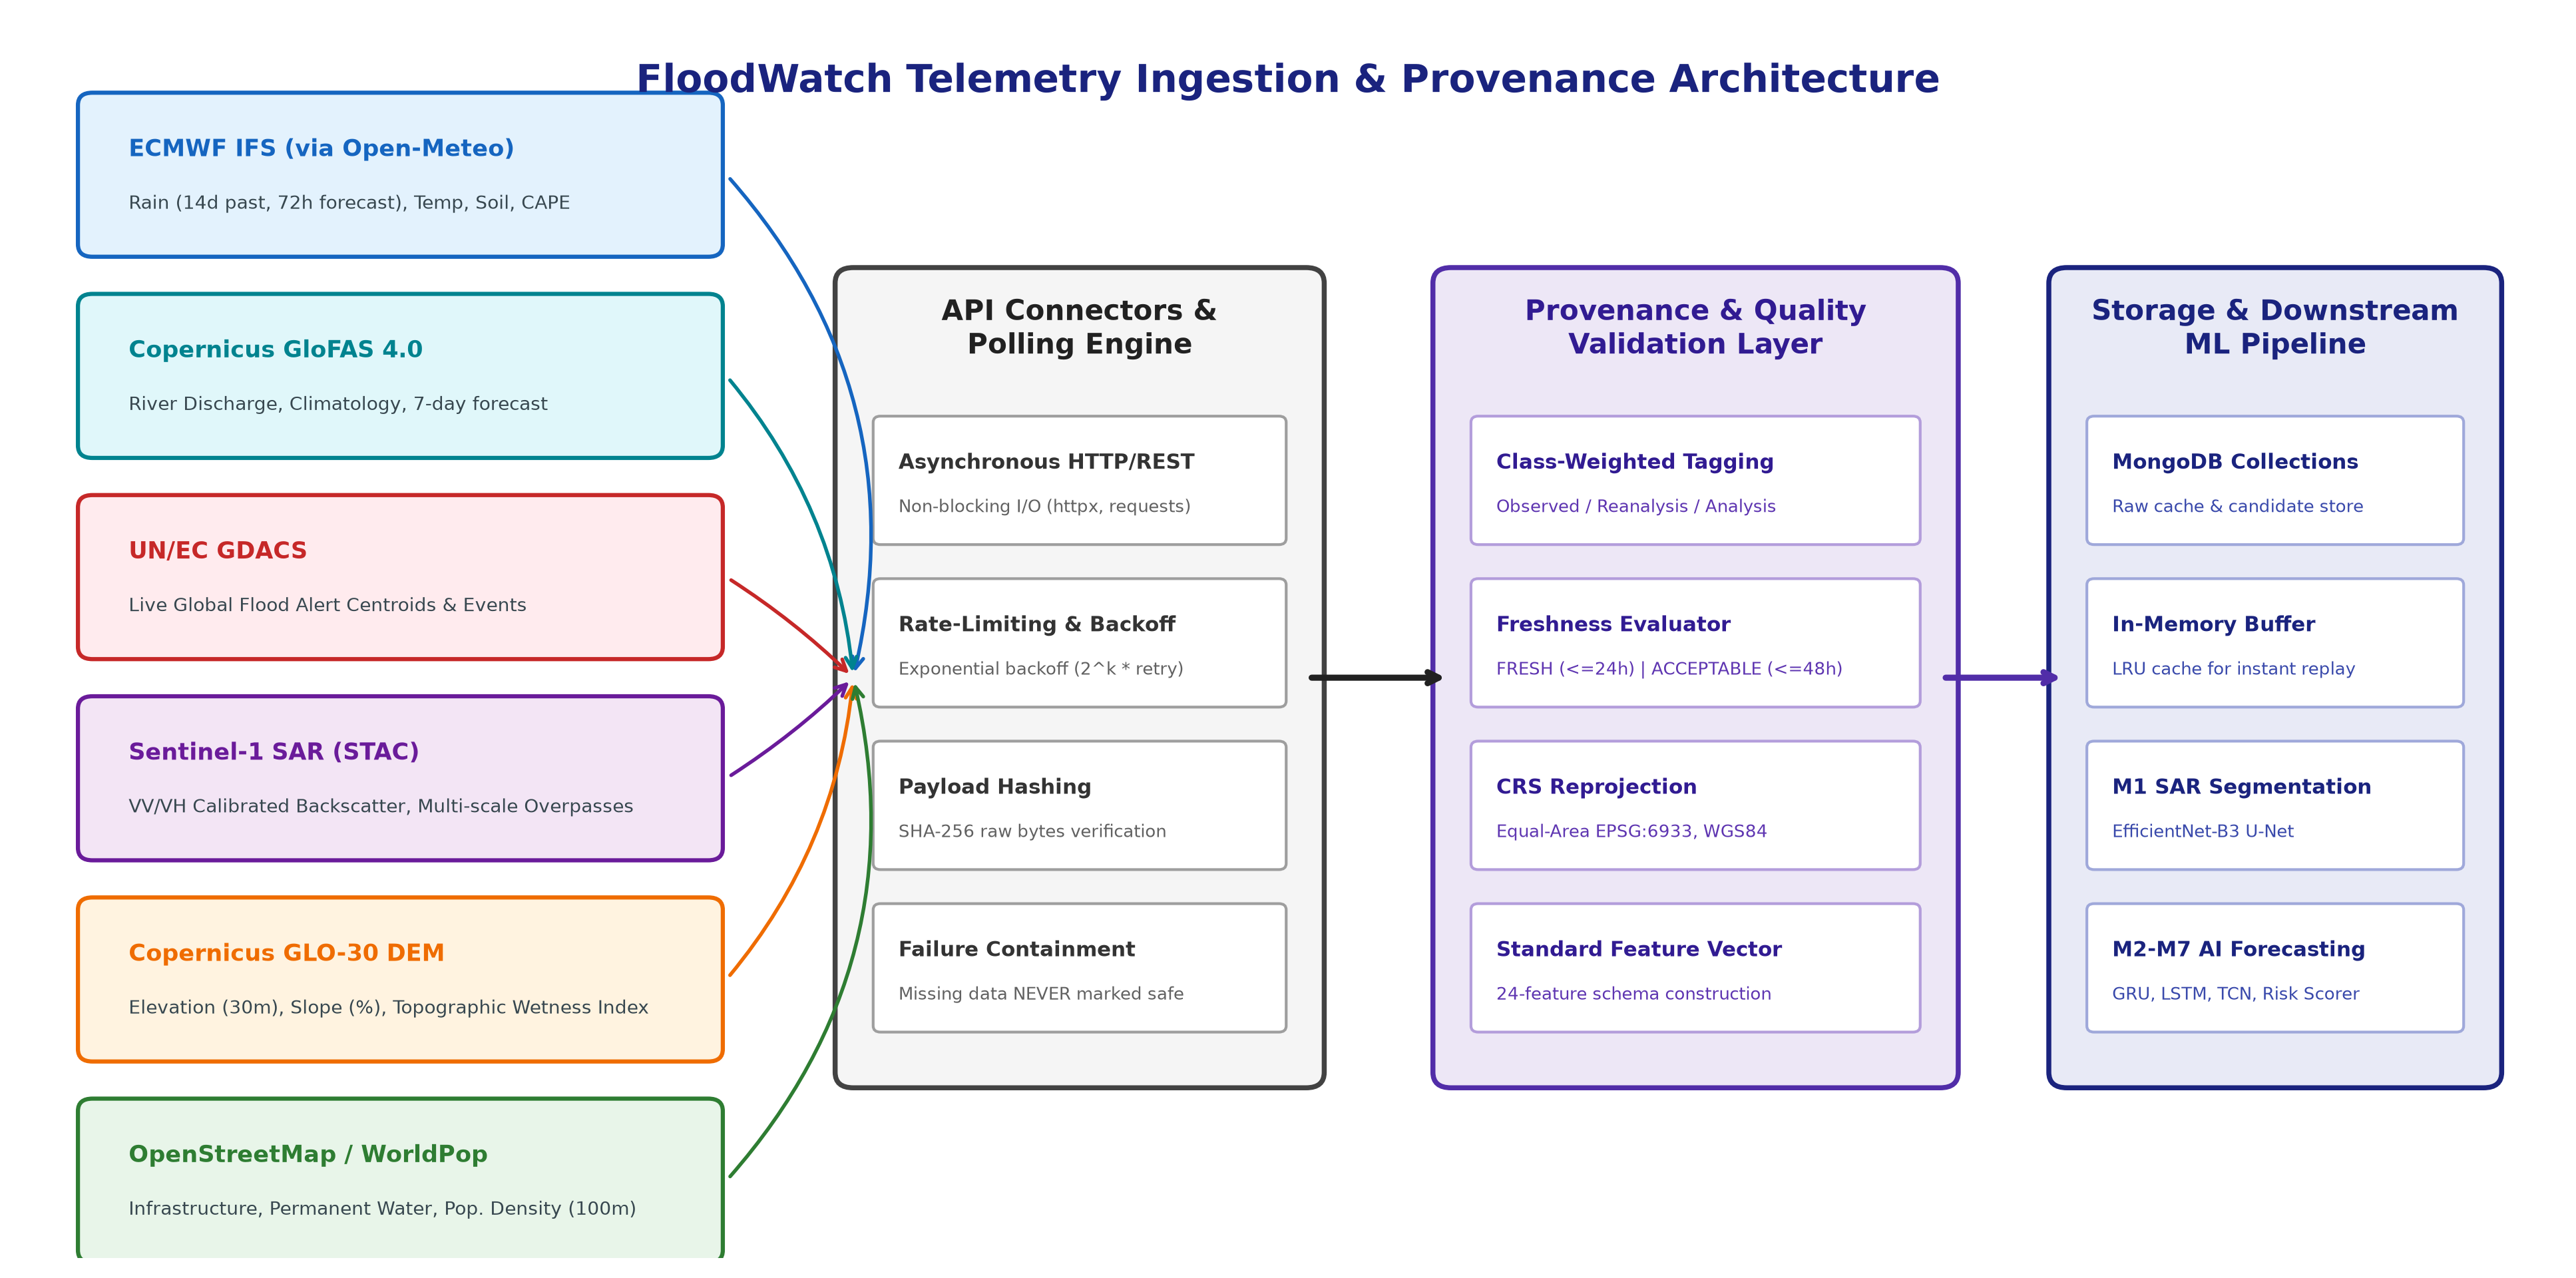 FloodWatch Telemetry Ingestion & Provenance Architecture
ECMWF IFS (via Open-Meteo)
Rain (14d past, 72h forecast), Temp, Soil, CAPE
Copernicus GloFAS 4.0
River Discharge, Climatology, 7-day forecast
UN/EC GDACS
Live Global Flood Alert Centroids & Events
Sentinel-1 SAR (STAC)
VV/VH Calibrated Backscatter, Multi-scale Overpasses
Copernicus GLO-30 DEM
Elevation (30m), Slope (%), Topographic Wetness Index
OpenStreetMap / WorldPop
Infrastructure, Permanent Water, Pop. Density (100m)
API Connectors &
Polling Engine
Asynchronous HTTP/REST
Non-blocking I/O (httpx, requests)
Rate-Limiting & Backoff
Exponential backoff (2^k * retry)
Payload Hashing
SHA-256 raw bytes verification
Failure Containment
Missing data NEVER marked safe
Provenance & Quality
Validation Layer
Class-Weighted Tagging
Observed / Reanalysis / Analysis
Freshness Evaluator
FRESH (<=24h) | ACCEPTABLE (<=48h)
CRS Reprojection
Equal-Area EPSG:6933, WGS84
Standard Feature Vector
24-feature schema construction
Storage & Downstream
ML Pipeline
MongoDB Collections
Raw cache & candidate store
In-Memory Buffer
LRU cache for instant replay
M1 SAR Segmentation
EfficientNet-B3 U-Net
M2-M7 AI Forecasting
GRU, LSTM, TCN, Risk Scorer